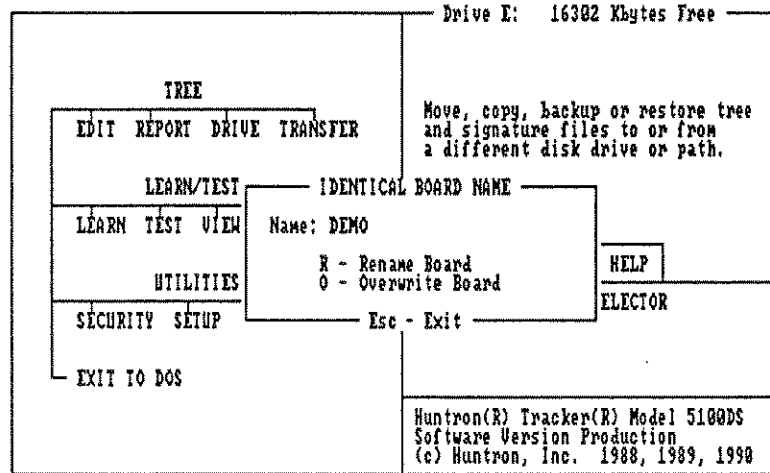 Drive E: 16302 Kbytes Free
TREE
EDIT REPORT DRIVE TRANSFER
Move, copy, backup or restore tree
and signature files to or from
a different disk drive or path.
LEARN/TEST
LEARN TEST VIEW
IDENTICAL BOARD NAME
Name: DEMO
R - Rename Board
O - Overwrite Board
Esc - Exit
HELP
ELECTOR
UTILITIES
SECURITY SETUP
EXIT TO DOS
Huntron(R) Tracker(R) Model 5100DS
Software Version Production
(c) Huntron, Inc. 1988, 1989, 1990